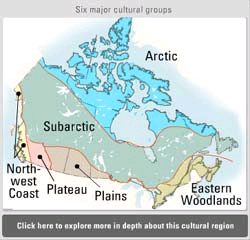 Six major cultural groups
Arctic
Subarctic
North-
west
Coast
Plateau
Plains
Eastern
Woodlands
Click here to explore more in depth about this cultural region